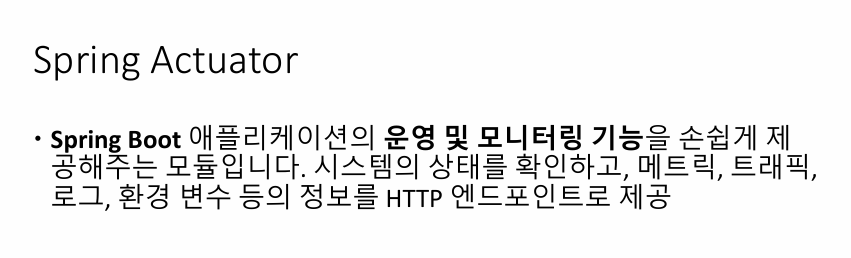 Spring Actuator
• Spring Boot 애플리케이션의 운영 및 모니터링 기능을 손쉽게 제
공해주는 모듈입니다. 시스템의 상태를 확인하고, 메트릭, 트래픽,
로그, 환경 변수 등의 정보를 HTTP 엔드포인트로 제공